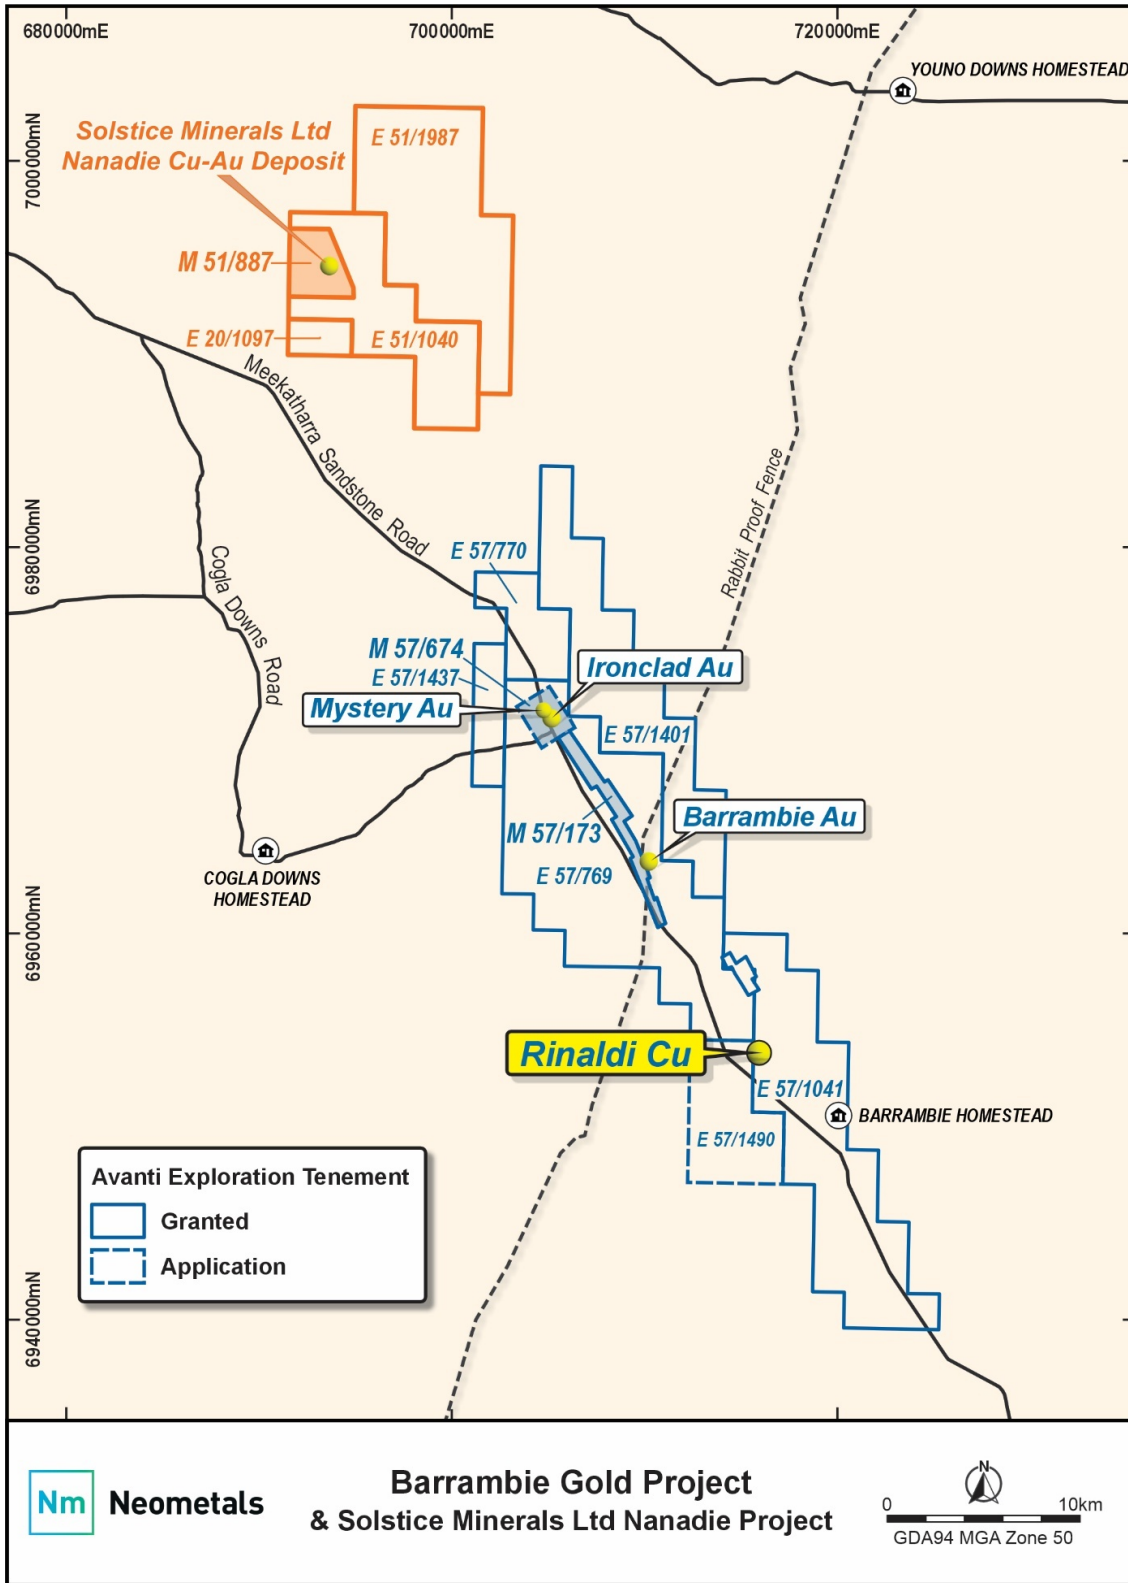 680000mE
700000mE
720000mE
YOUNO DOWNS HOMESTEAD
7000000mN
Solstice Minerals Ltd
Nanadie Cu-Au Deposit
E 51/1987
M 51/887
E 20/1097
E 51/1040
Meekatharra Sandstone Road
Rabbit Proof Fence
6980000mN
Cogla Downs Road
E 57/770
M 57/674
E 57/1437
Ironclad Au
Mystery Au
E 57/1401
Barrambie Au
M 57/173
E 57/769
COGLA DOWNS
HOMESTEAD
6960000mN
Rinaldi Cu
E 57/1041
BARRAMBIE HOMESTEAD
E 57/1490
Avanti Exploration Tenement
Granted
Application
6940000mN
Nm Neometals
Barrambie Gold Project
& Solstice Minerals Ltd Nanadie Project
N
0 10km
GDA94 MGA Zone 50